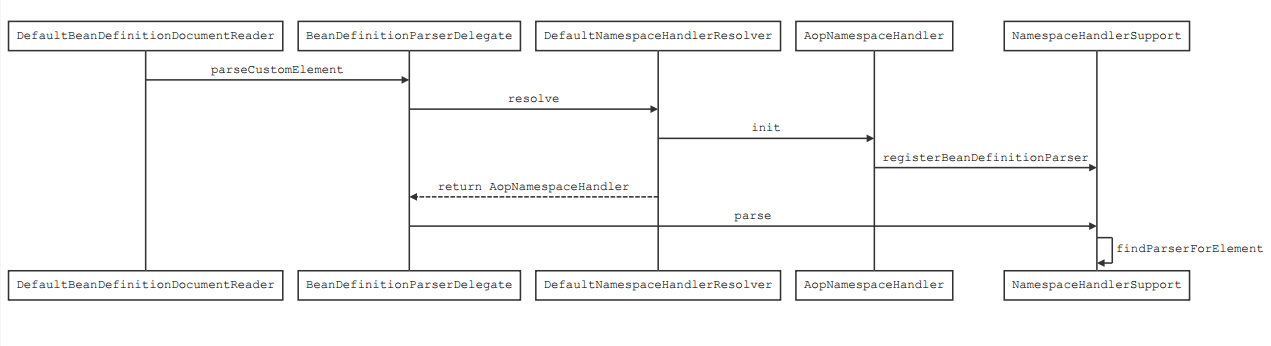 DefaultBeanDefinitionDocumentReader
BeanDefinitionParserDelegate
DefaultNamespaceHandlerResolver
AopNamespaceHandler
NamespaceHandlerSupport
parseCustomElement
resolve
init
registerBeanDefinitionParser
return AopNamespaceHandler
parse
findParserForElement
DefaultBeanDefinitionDocumentReader
BeanDefinitionParserDelegate
DefaultNamespaceHandlerResolver
AopNamespaceHandler
NamespaceHandlerSupport